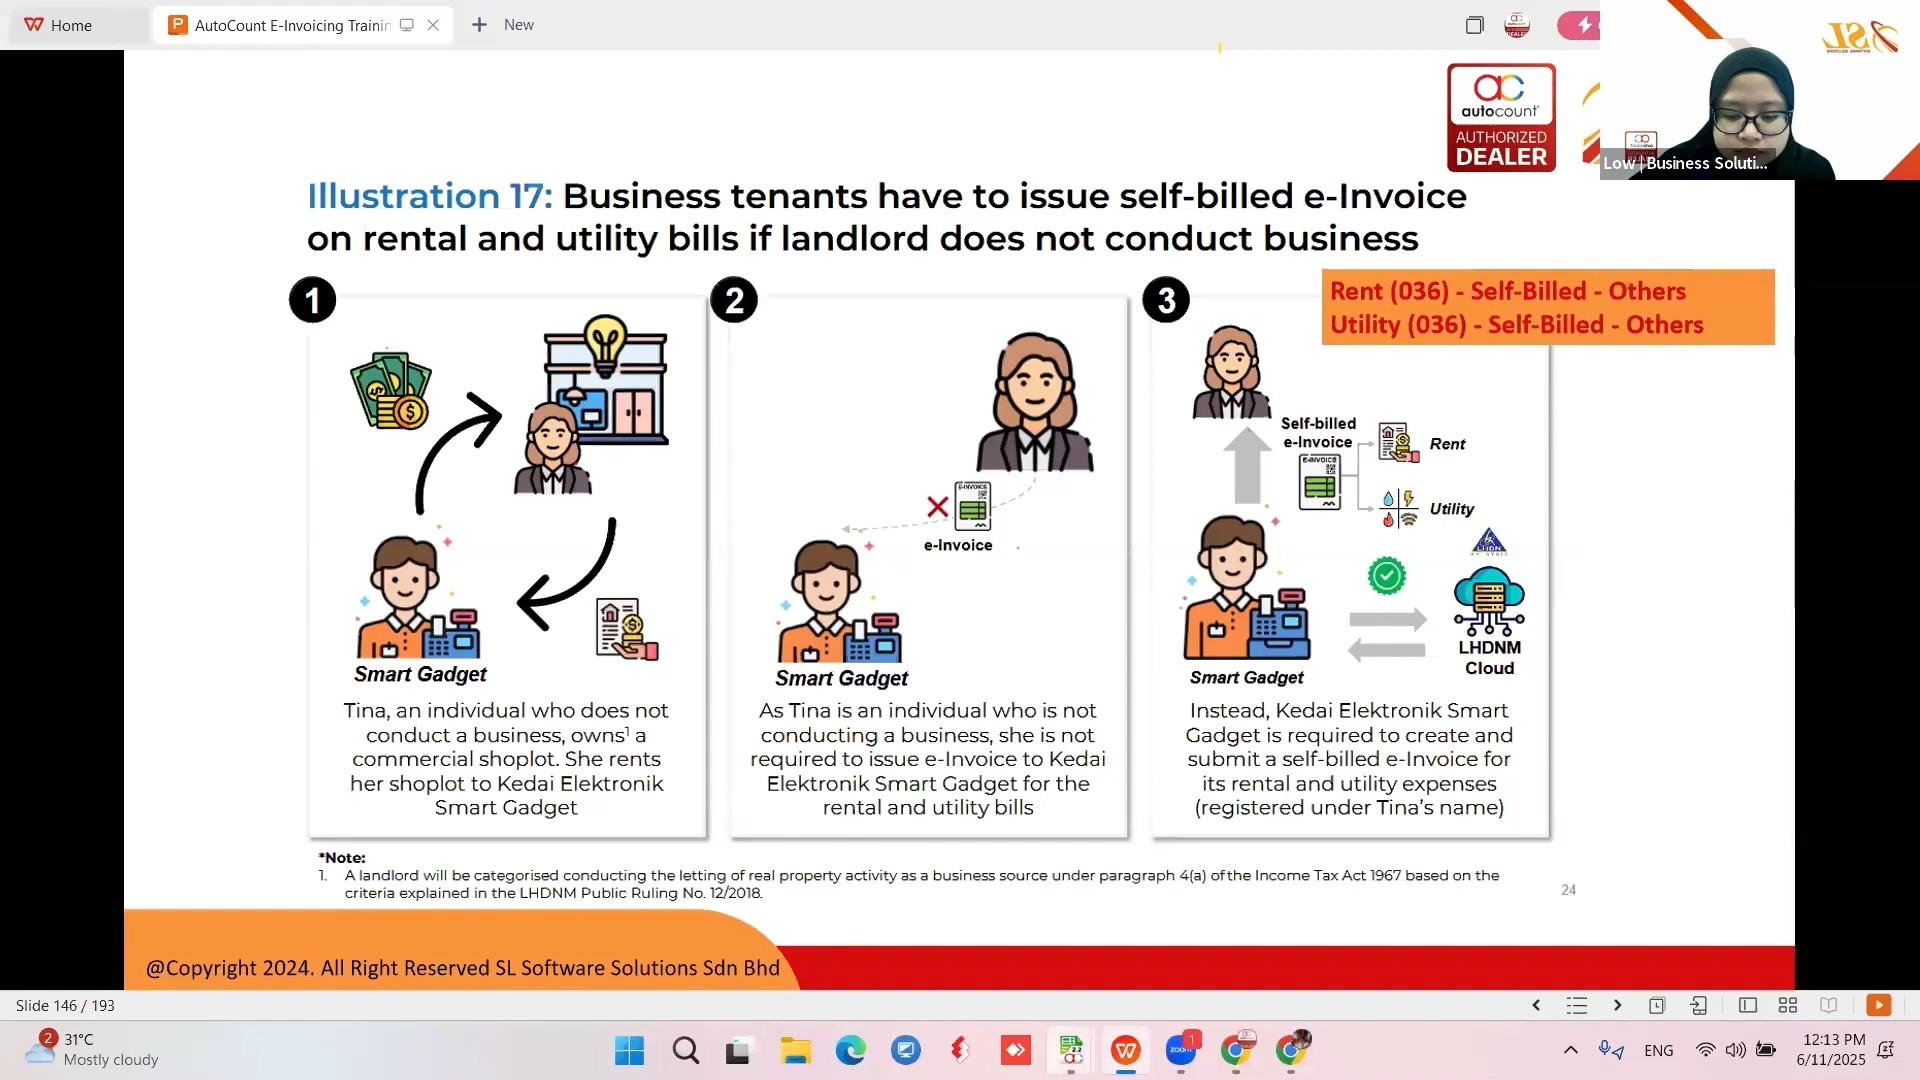 Home
AutoCount E-Invoicing Trainin
New
autocount
AUTHORIZED
DEALER
SL
Low | Business Soluti...
Illustration 17: Business tenants have to issue self-billed e-Invoice
on rental and utility bills if landlord does not conduct business
1
2
3
Rent (036) - Self-Billed - Others
Utility (036) - Self-Billed - Others
Self-billed
e-Invoice
E-INVOICE
Rent
Utility
E-INVOICE
e-Invoice
LHDN
LHDNM
Cloud
Smart Gadget
Smart Gadget
Smart Gadget
Tina, an individual who does not
conduct a business, owns¹ a
commercial shoplot. She rents
her shoplot to Kedai Elektronik
Smart Gadget
As Tina is an individual who is not
conducting a business, she is not
required to issue e-Invoice to Kedai
Elektronik Smart Gadget for the
rental and utility bills
Instead, Kedai Elektronik Smart
Gadget is required to create and
submit a self-billed e-Invoice for
its rental and utility expenses
(registered under Tina's name)
*Note:
1. A landlord will be categorised conducting the letting of real property activity as a business source under paragraph 4(a) of the Income Tax Act 1967 based on the
criteria explained in the LHDNM Public Ruling No. 12/2018.
24
@Copyright 2024. All Right Reserved SL Software Solutions Sdn Bhd
Slide 146 / 193
2
31°C
Mostly cloudy
2.2
zoom
1
ENG
12:13 PM
6/11/2025